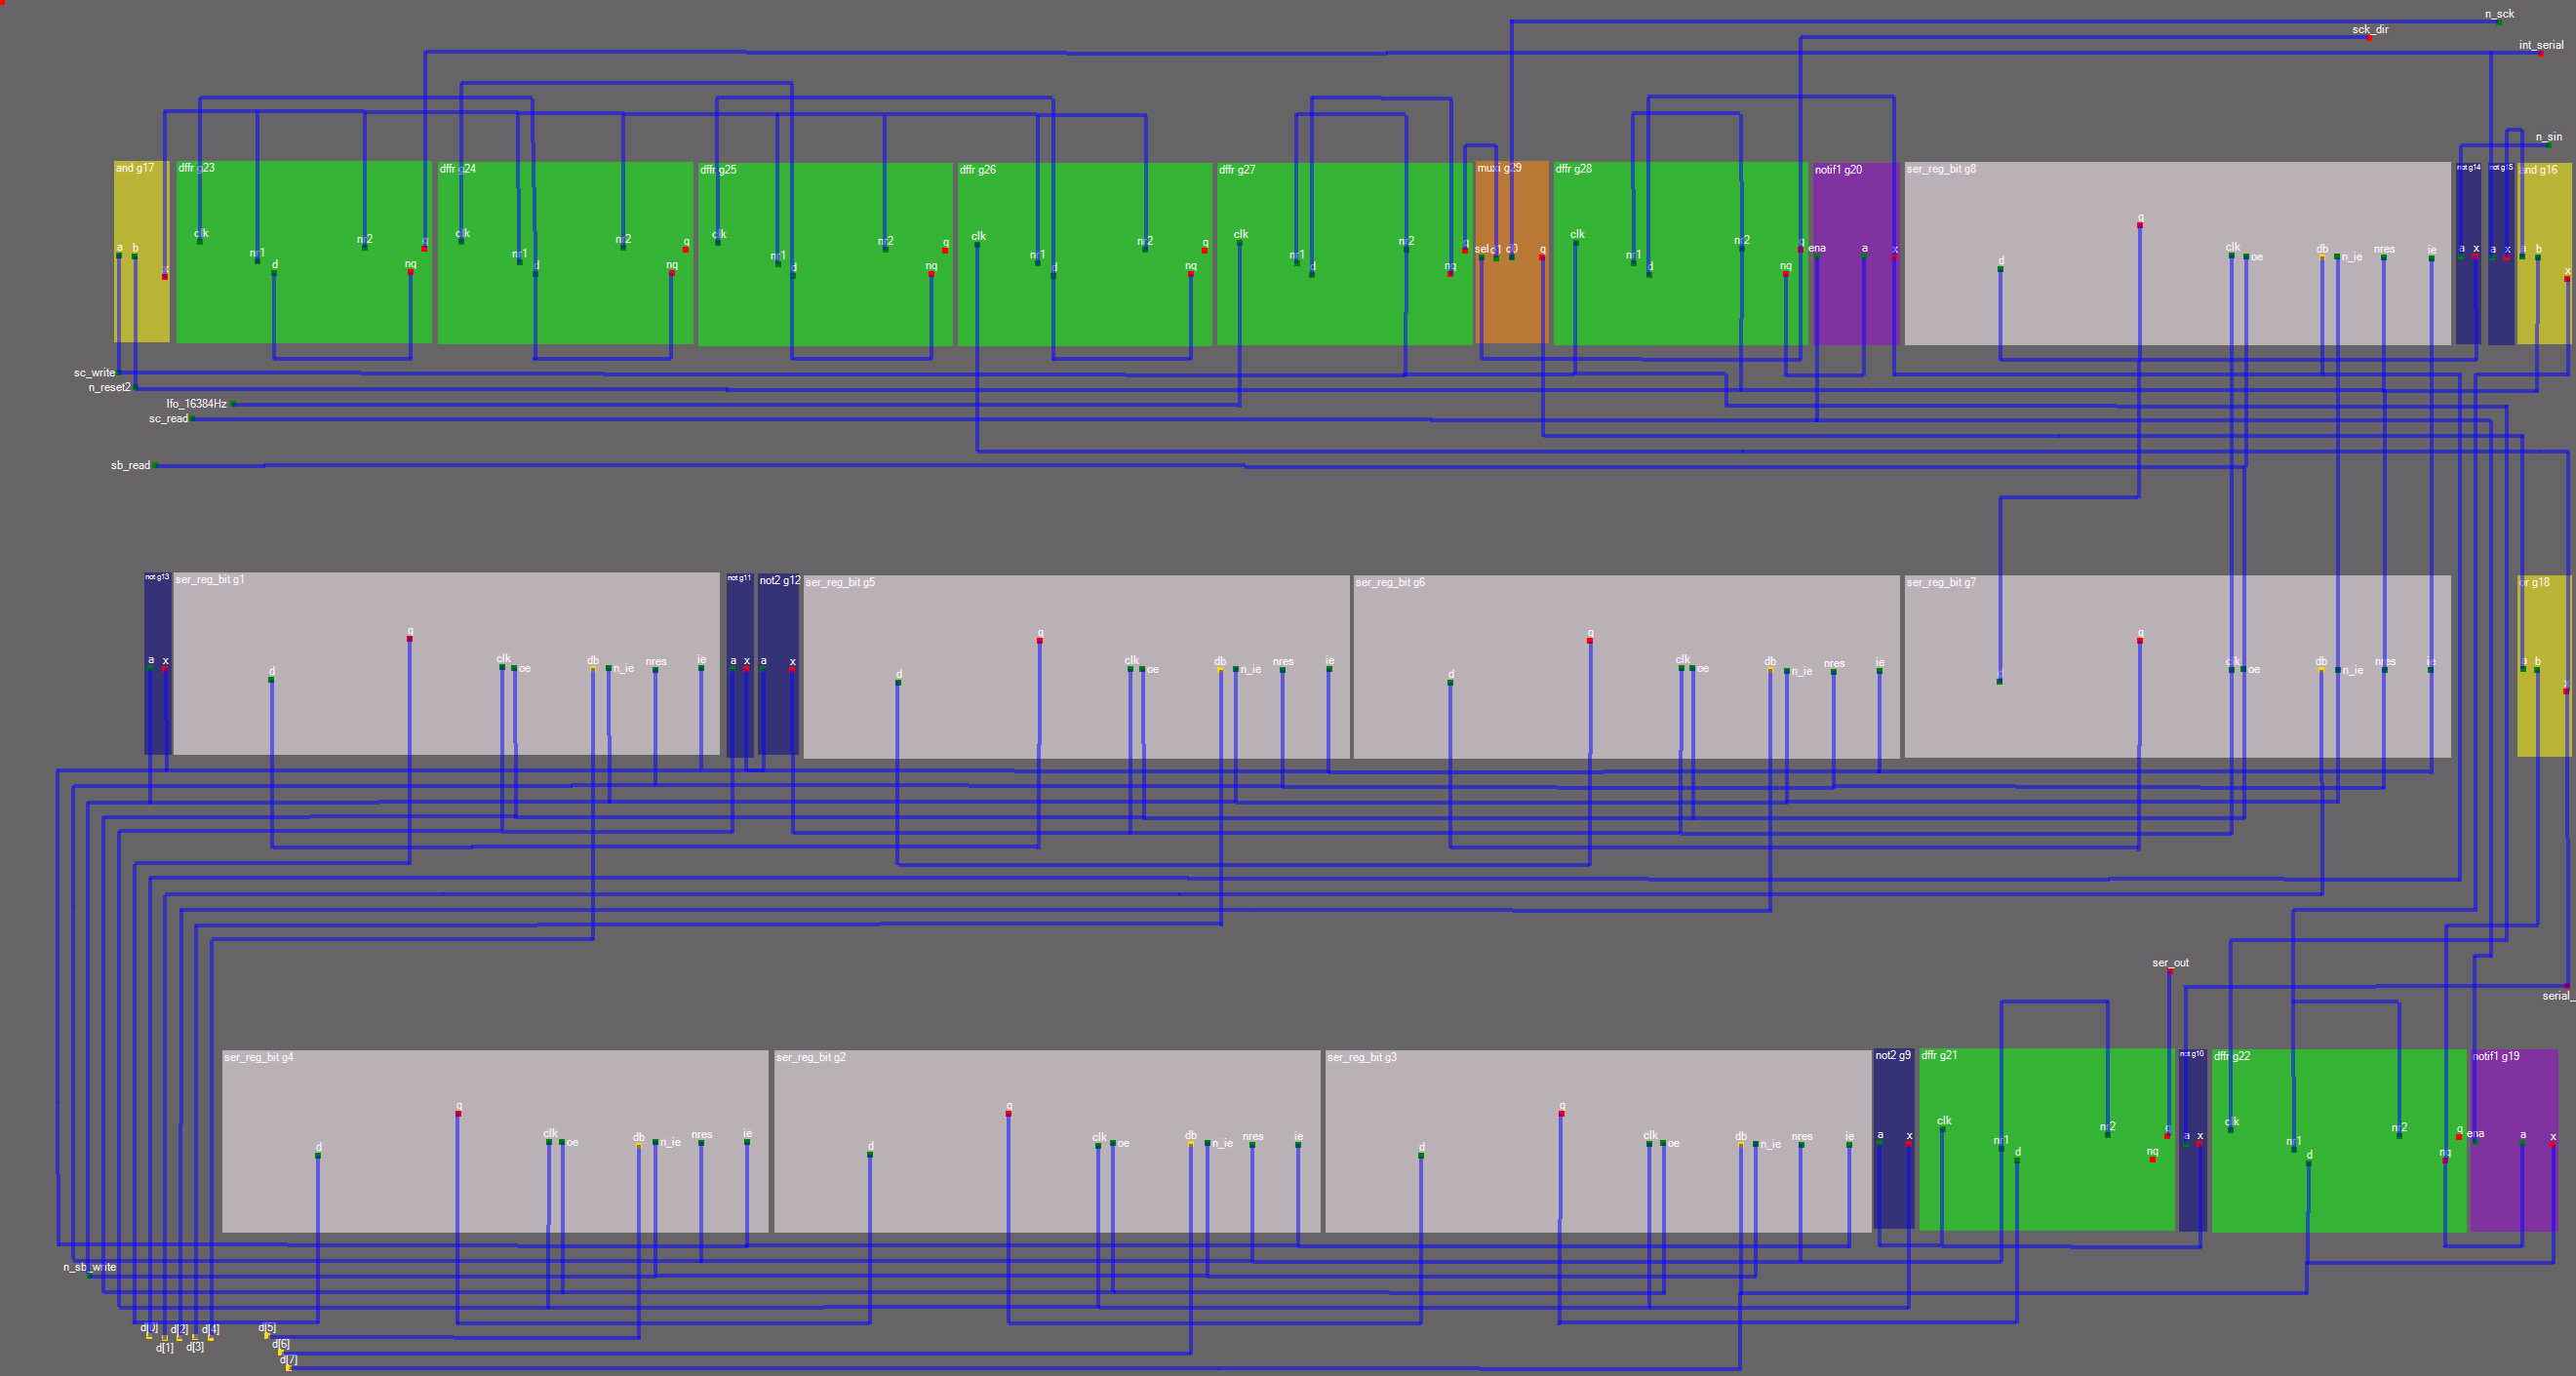 n_sck
sck_dir
int_serial
n_sin
and g17
dffr g23
dffr g24
dffr g25
dffr g26
dffr g27
muxi g29
dffr g28
notif1 g20
ser_reg_bit g8
not g14
not g15
and g16
a b x
clk nr1 d nr2 nq q
clk nr1 d nr2 nq q
clk nr1 d nr2 nq q
clk nr1 d nr2 nq q
clk nr1 d nr2 nq q
sel d1 d0 q
clk nr1 d nr2 nq q
ena a x
d q clk oe db n_ie nres ie
a x
a x
a b x
sc_write
n_reset2
lfo_16384Hz
sc_read
sb_read
not g13
ser_reg_bit g1
not g11
not2 g12
ser_reg_bit g5
ser_reg_bit g6
ser_reg_bit g7
or g18
a x
d q clk oe db n_ie nres ie
a x
a x
d q clk oe db n_ie nres ie
d q clk oe db n_ie nres ie
d q clk oe db n_ie nres ie
a b x
ser_out
serial_
ser_reg_bit g4
ser_reg_bit g2
ser_reg_bit g3
not2 g9
dffr g21
not g10
dffr g22
notif1 g19
d q clk oe db n_ie nres ie
d q clk oe db n_ie nres ie
d q clk oe db n_ie nres ie
a x
clk nr1 d nr2 nq q
a x
clk nr1 d nr2 nq q
ena a x
n_sb_write
d[0]
d[1]
d[2]
d[3]
d[4]
d[5]
d[6]
d[7]